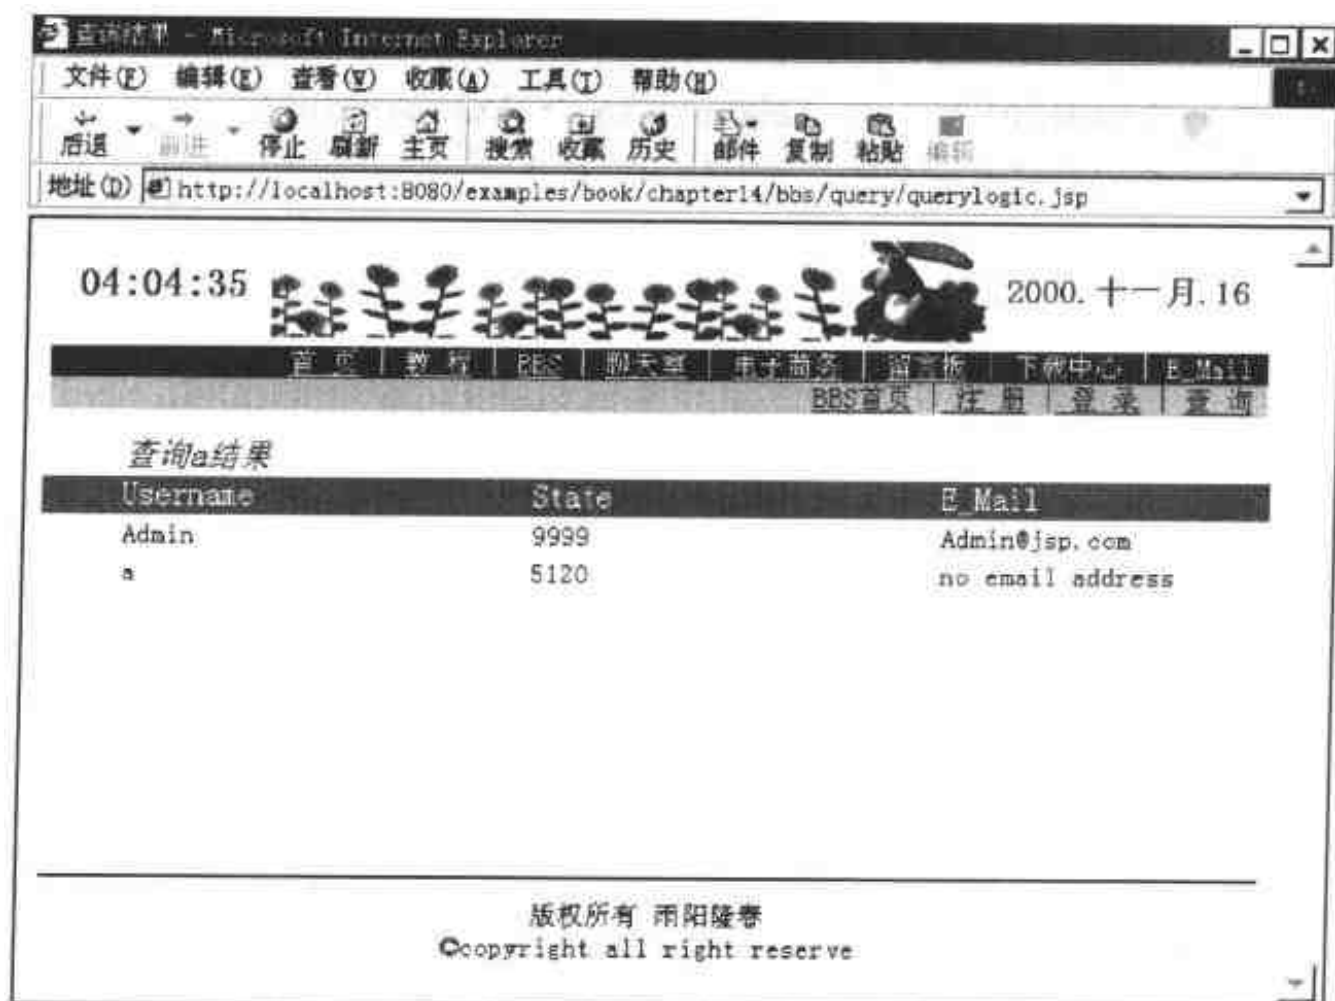 查询结果 - Microsoft Internet Explorer
文件(F) 编辑(E) 查看(V) 收藏(A) 工具(T) 帮助(H)
后退 前进 停止 刷新 主页 搜索 收藏 历史 邮件 复制 粘贴 编辑
地址(D) http://localhost:8080/examples/book/chapter14/bbs/query/querylogic.jsp
04:04:35 2000.十一月.16
首 页 | 教 程 | BBS | 聊天室 | 电子商务 | 留言板 | 下载中心 | E_Mail
BBS首页 | 注 册 | 登 录 | 查 询
查询a结果
Username State E_Mail
Admin 9999 Admin@jsp.com
a 5120 no email address
版权所有 雨阳隆春
©copyright all right reserve